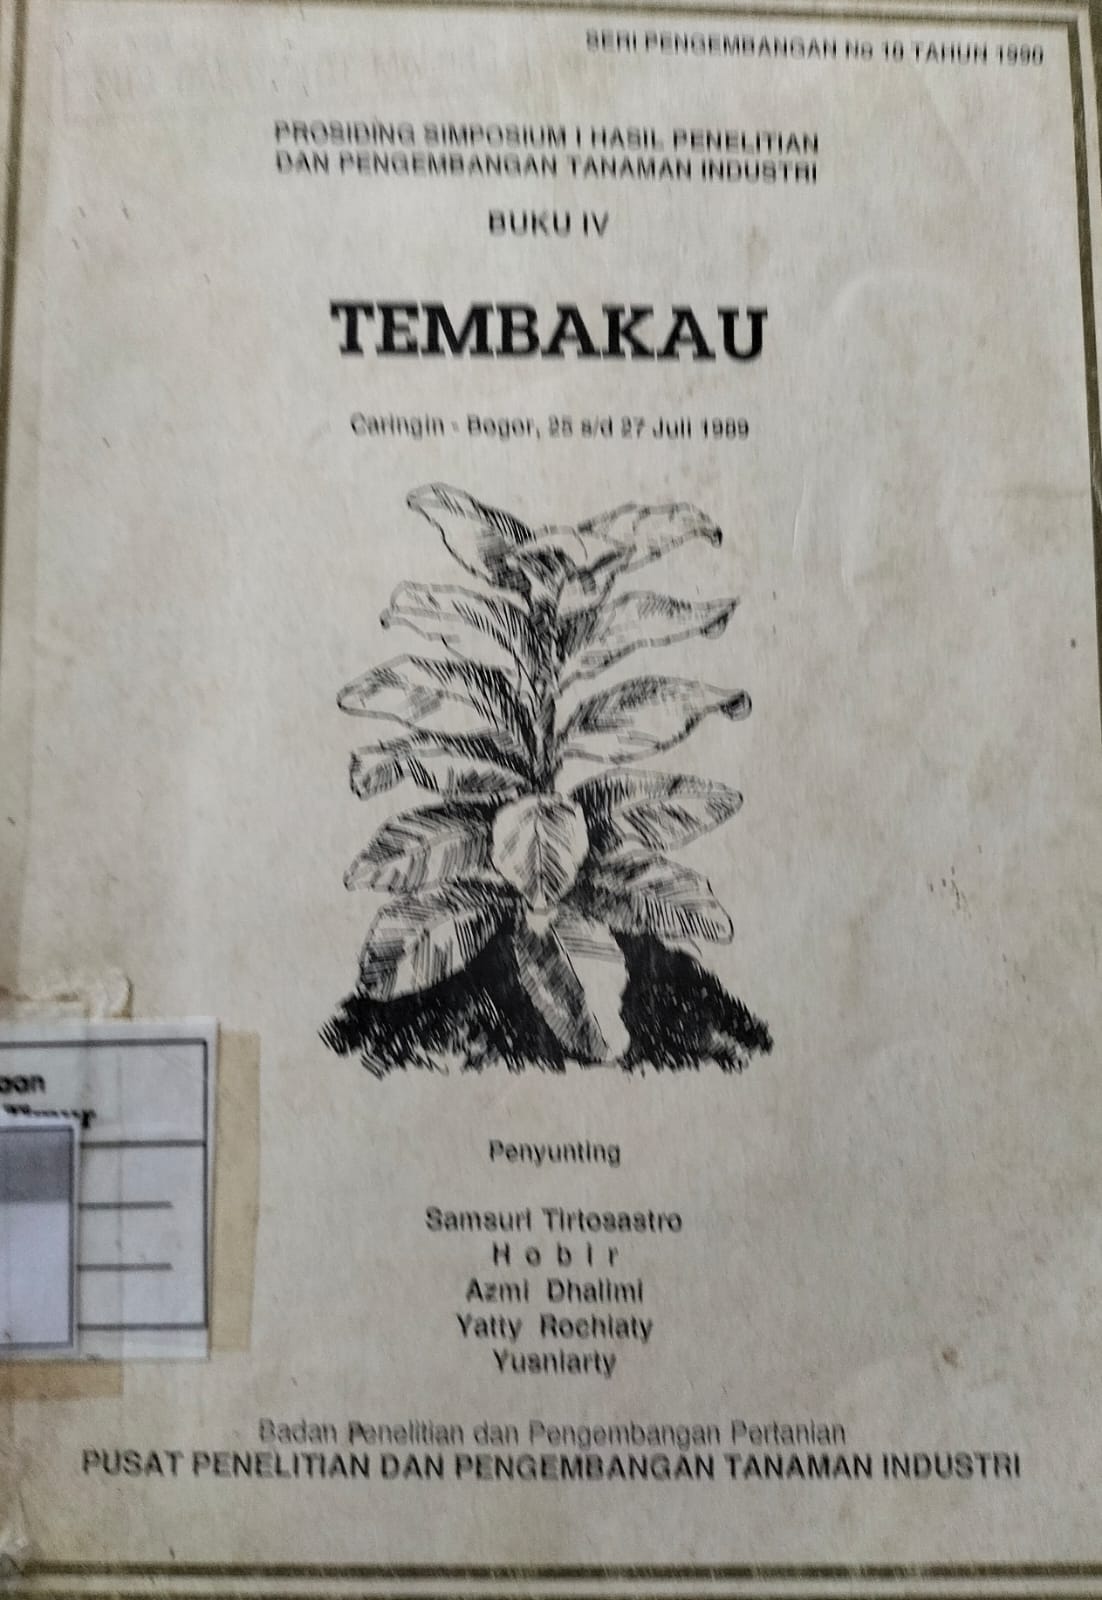 SERI PENGEMBANGAN No 10 TAHUN 1990
PROSIDING SIMPOSIUM I HASIL PENELITIAN
DAN PENGEMBANGAN TANAMAN INDUSTRI
BUKU IV
TEMBAKAU
Caringin - Bogor, 25 s/d 27 Juli 1989
Penyunting
Samsuri Tirtosastro
H o b i r
Azmi Dhalimi
Yatty Rochiaty
Yusniarty
Badan Penelitian dan Pengembangan Pertanian
PUSAT PENELITIAN DAN PENGEMBANGAN TANAMAN INDUSTRI